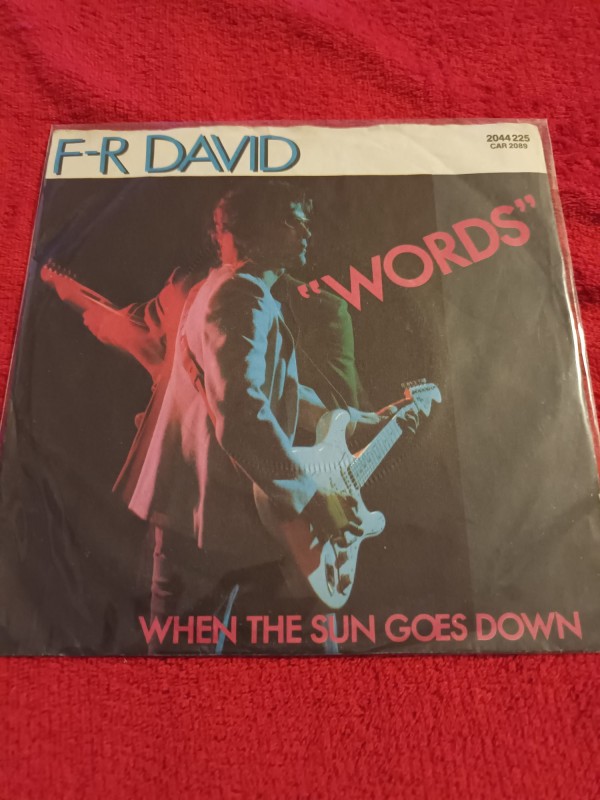 F-R DAVID
2044 225
CAR 2089
"WORDS"
WHEN THE SUN GOES DOWN